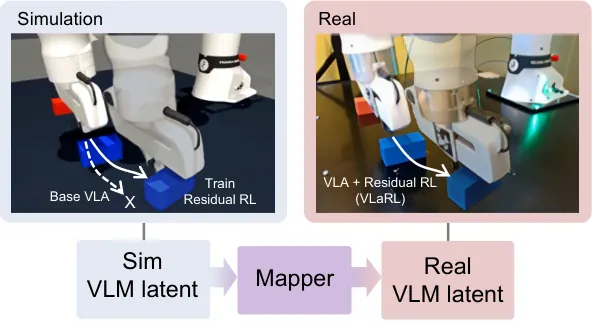 Simulation
Real
Base VLA
X
Train
Residual RL
VLA + Residual RL
(VLaRL)
Sim
VLM latent
Mapper
Real
VLM latent